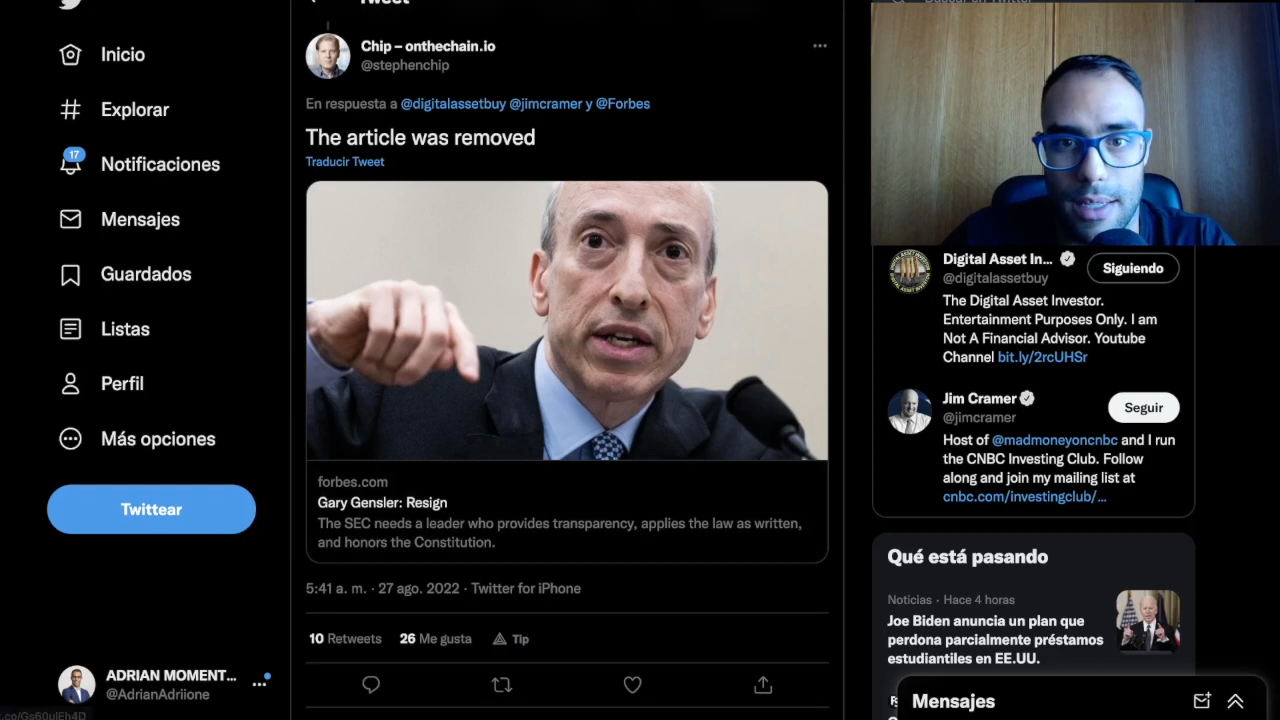 Tweet
Inicio
Explorar
17
Notificaciones
Mensajes
Guardados
Listas
Perfil
Más opciones
Twittear
ADRIAN MOMENT...
@AdrianAdriione
Chip – onthechain.io
@stephenchip
En respuesta a @digitalassetbuy @jimcramer y @Forbes
The article was removed
Traducir Tweet
forbes.com
Gary Gensler: Resign
The SEC needs a leader who provides transparency, applies the law as written,
and honors the Constitution.
5:41 a. m. · 27 ago. 2022 · Twitter for iPhone
10 Retweets 26 Me gusta Tip
Buscar en Twitter
Digital Asset In...
@digitalassetbuy
Siguiendo
The Digital Asset Investor.
Entertainment Purposes Only. I am
Not A Financial Advisor. Youtube
Channel bit.ly/2rcUHSr
Jim Cramer
@jimcramer
Seguir
Host of @madmoneyoncnbc and I run
the CNBC Investing Club. Follow
along and join my mailing list at
cnbc.com/investingclub/...
Qué está pasando
Noticias · Hace 4 horas
Joe Biden anuncia un plan que
perdona parcialmente préstamos
estudiantiles en EE.UU.
Mensajes